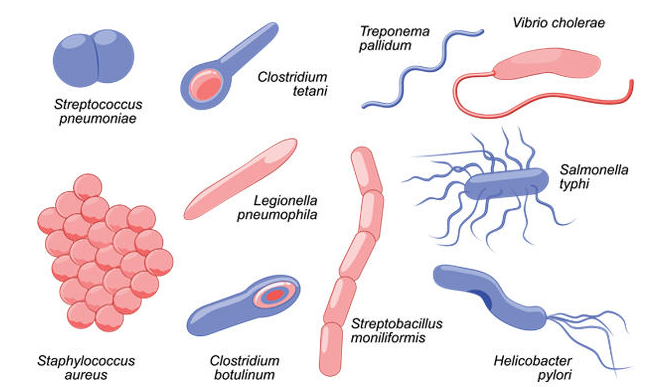 Streptococcus
pneumoniae
Clostridium
tetani
Treponema
pallidum
Vibrio cholerae
Legionella
pneumophila
Salmonella
typhi
Staphylococcus
aureus
Clostridium
botulinum
Streptobacillus
moniliformis
Helicobacter
pylori